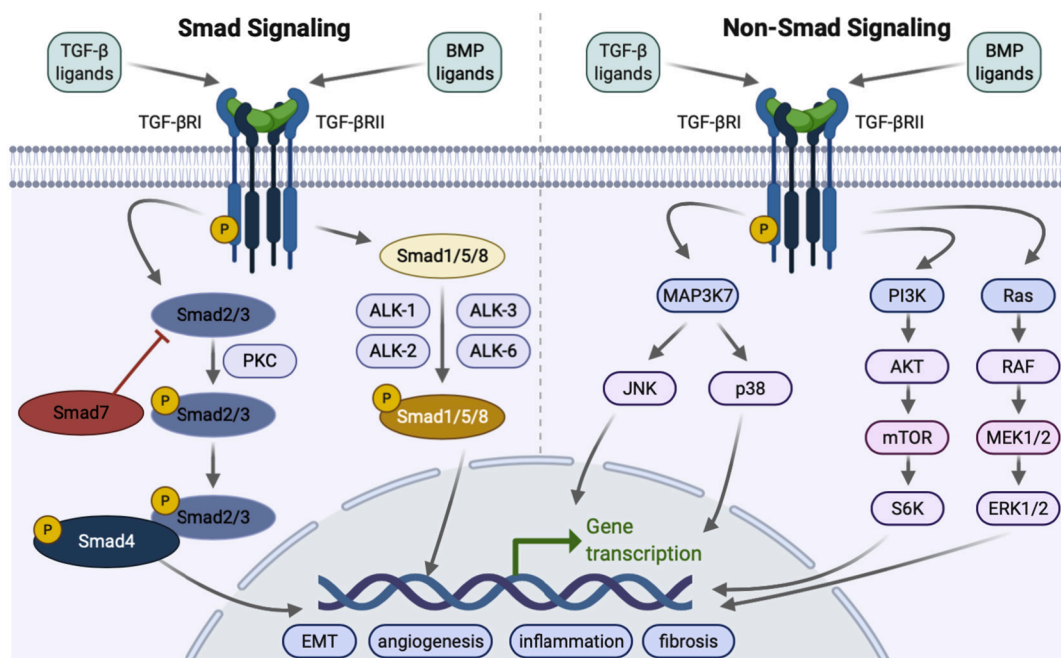 Smad Signaling
TGF-β
ligands
BMP
ligands
TGF-βRI
TGF-βRII
P
Smad1/5/8
Smad2/3
ALK-1
ALK-3
ALK-2
ALK-6
PKC
Smad7
P
Smad2/3
P
Smad1/5/8
P
Smad2/3
P
Smad4
Non-Smad Signaling
TGF-β
ligands
BMP
ligands
TGF-βRI
TGF-βRII
P
MAP3K7
PI3K
Ras
JNK
p38
AKT
RAF
mTOR
MEK1/2
S6K
ERK1/2
Gene
transcription
EMT
angiogenesis
inflammation
fibrosis